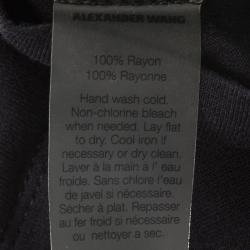 ALEXANDER WANG
100% Rayon
100% Rayonne
Hand wash cold.
Non-chlorine bleach
when needed. Lay flat
to dry. Cool iron if
necessary or dry clean.
Laver à la main à l' eau
froide. Sans chlore l'eau
de javel si nécessaire.
Sécher à plat. Repasser
au fer froid si nécessaire
ou nettoyer a sec.